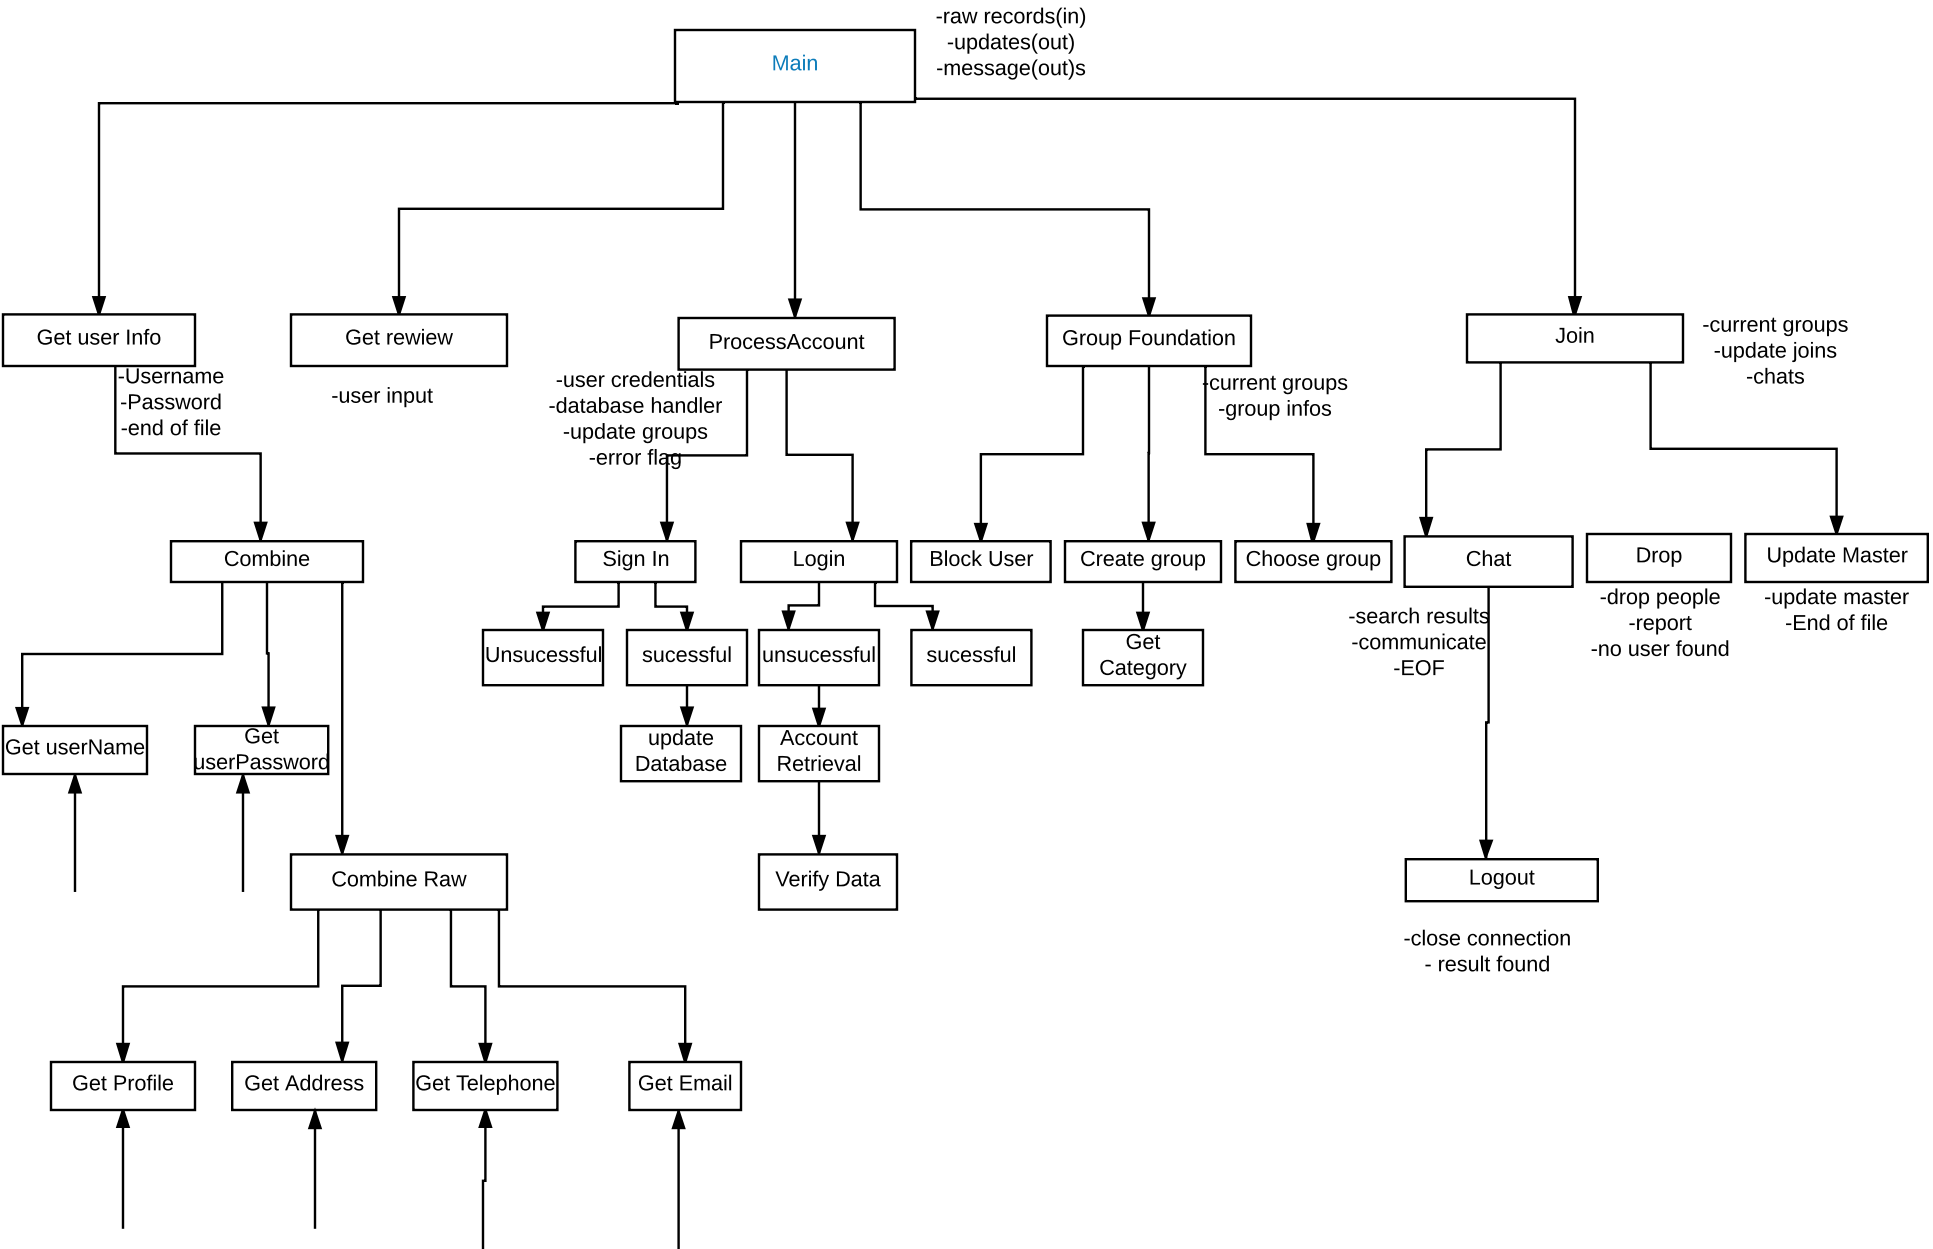 -raw records(in)
-updates(out)
-message(out)s
Main
Get user Info
-Username
-Password
-end of file
Get rewiew
-user input
ProcessAccount
-user credentials
-database handler
-update groups
-error flag
Group Foundation
-current groups
-group infos
Join
-current groups
-update joins
-chats
Combine
Sign In
Login
Block User
Create group
Choose group
Chat
Drop
Update Master
-search results
-communicate
-EOF
-drop people
-report
-no user found
-update master
-End of file
Unsucessful
sucessful
unsucessful
sucessful
Get
Category
Get userName
Get
userPassword
update
Database
Account
Retrieval
Combine Raw
Verify Data
Logout
-close connection
- result found
Get Profile
Get Address
Get Telephone
Get Email